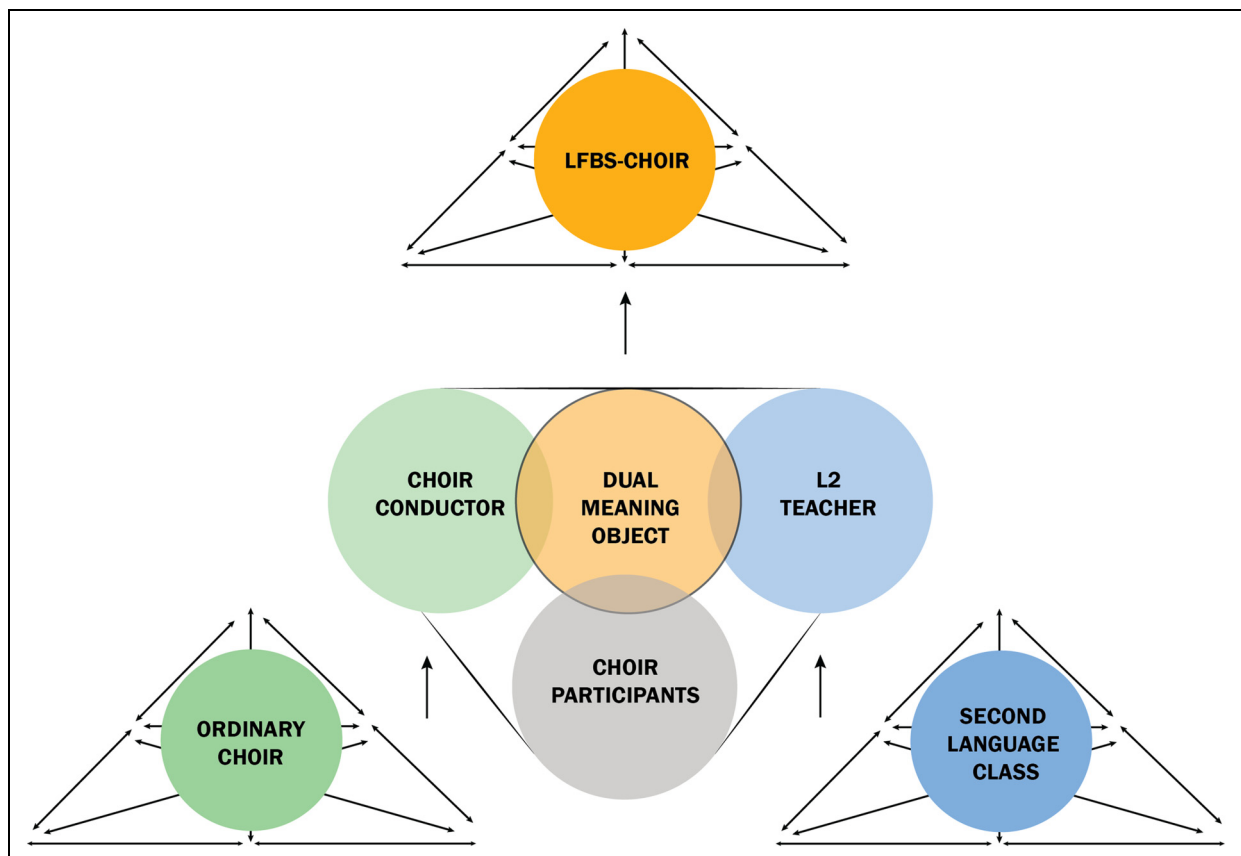 LFBS-CHOIR
CHOIR
CONDUCTOR
DUAL
MEANING
OBJECT
L2
TEACHER
CHOIR
PARTICIPANTS
ORDINARY
CHOIR
SECOND
LANGUAGE
CLASS